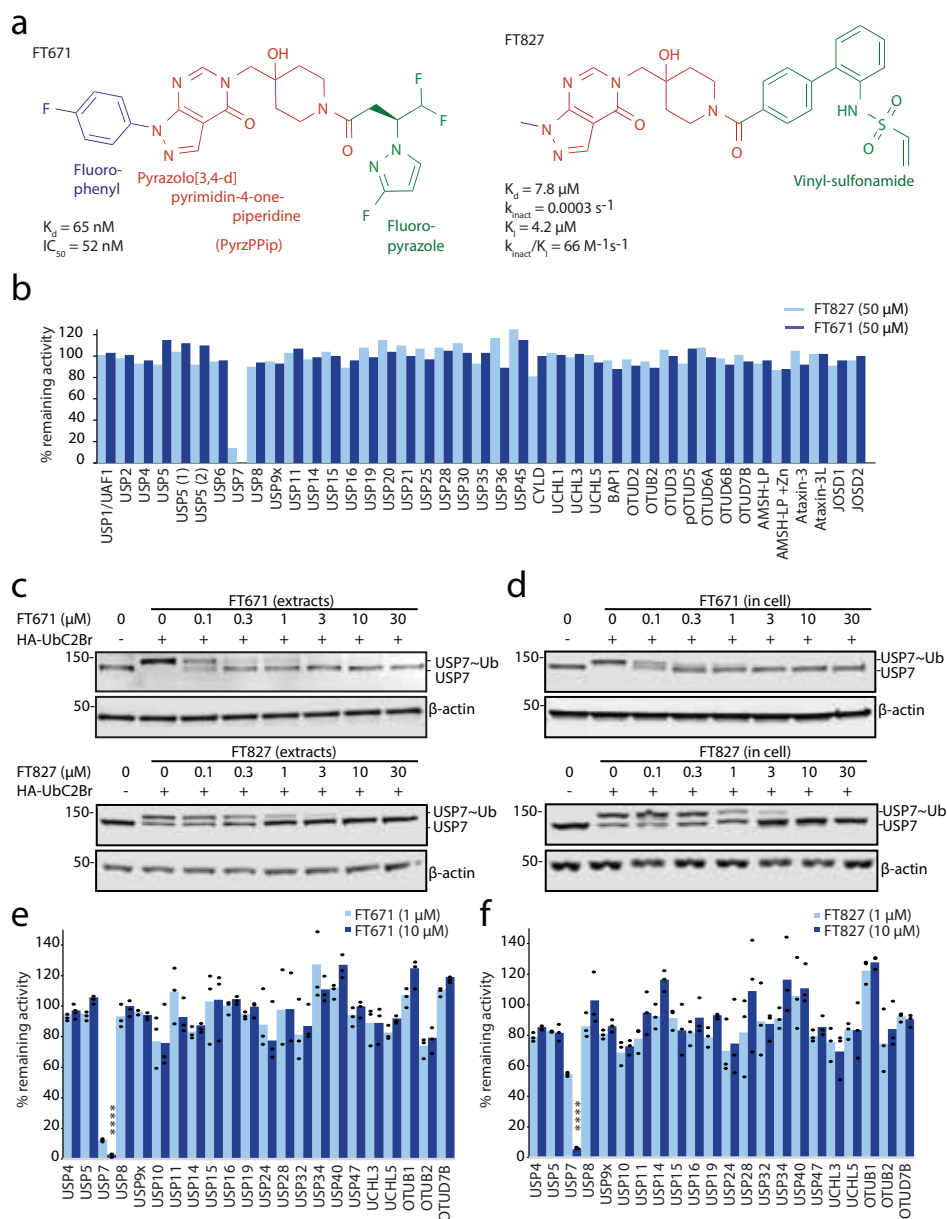 a
FT671
FT827
OH
OH
N
N
N
N
F
N
N
O
N
N
O
F
F
O
N
N
F
N
N
N
N
O
N
O
HN
O
S
O
Fluoro-
phenyl
Pyrazolo[3,4-d]
pyrimidin-4-one-
piperidine
(PyrzPPip)
Fluoro-
pyrazole
Vinyl-sulfonamide
Kd = 65 nM
IC50 = 52 nM
Kd = 7.8 µM
kinact = 0.0003 s-1
KI = 4.2 µM
kinact/KI = 66 M-1s-1
b
FT827 (50 µM)
FT671 (50 µM)
% remaining activity
120
100
80
60
40
20
0
USP1/UAF1
USP2
USP4
USP5
USP5 (1)
USP5 (2)
USP6
USP7
USP8
USP9x
USP11
USP14
USP15
USP16
USP19
USP20
USP21
USP25
USP28
USP30
USP35
USP36
USP45
CYLD
UCHL1
UCHL3
UCHL5
BAP1
OTUD2
OTUB2
OTUD3
pOTUD5
OTUD6A
OTUD6B
OTUD7B
AMSH-LP
AMSH-LP +Zn
Ataxin-3
Ataxin-3L
JOSD1
JOSD2
c
FT671 (extracts)
FT671 (µM) 0 0 0.1 0.3 1 3 10 30
HA-UbC2Br - + + + + + + +
150-
USP7~Ub
USP7
50-
β-actin
FT827 (extracts)
FT827 (µM) 0 0 0.1 0.3 1 3 10 30
HA-UbC2Br - + + + + + + +
150-
USP7~Ub
USP7
50-
β-actin
d
FT671 (in cell)
0 0 0.1 0.3 1 3 10 30
- + + + + + + +
150-
USP7~Ub
USP7
50-
β-actin
FT827 (in cell)
0 0 0.1 0.3 1 3 10 30
- + + + + + + +
150-
USP7~Ub
USP7
50-
β-actin
e
FT671 (1 µM)
FT671 (10 µM)
% remaining activity
140
120
100
80
60
40
20
0
****
USP4
USP5
USP7
USP8
USP9x
USP10
USP11
USP14
USP15
USP16
USP19
USP24
USP28
USP32
USP34
USP40
USP47
UCHL3
UCHL5
OTUB1
OTUB2
OTUD7B
f
FT827 (1 µM)
FT827 (10 µM)
% remaining activity
140
120
100
80
60
40
20
0
****
USP4
USP5
USP7
USP8
USP9x
USP10
USP11
USP14
USP15
USP16
USP19
USP24
USP28
USP32
USP34
USP40
USP47
UCHL3
UCHL5
OTUB1
OTUB2
OTUD7B